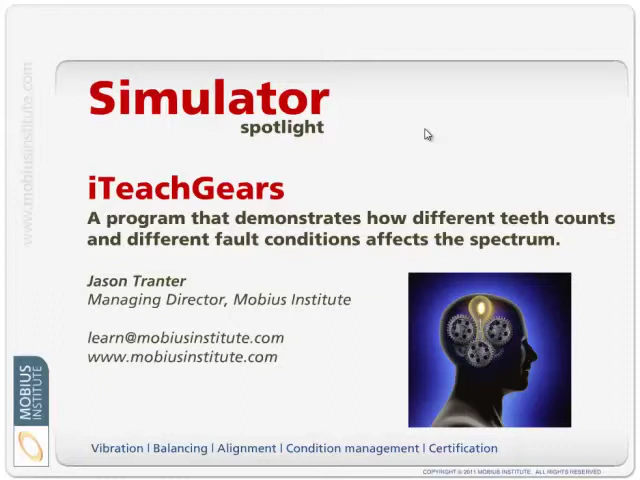 www.mobiusinstitute.com
Simulator
spotlight
iTeachGears
A program that demonstrates how different teeth counts
and different fault conditions affects the spectrum.
Jason Tranter
Managing Director, Mobius Institute
learn@mobiusinstitute.com
www.mobiusinstitute.com
MOBIUS
INSTITUTE
Vibration | Balancing | Alignment | Condition management | Certification
COPYRIGHT © 2011 MOBIUS INSTITUTE. ALL RIGHTS RESERVED